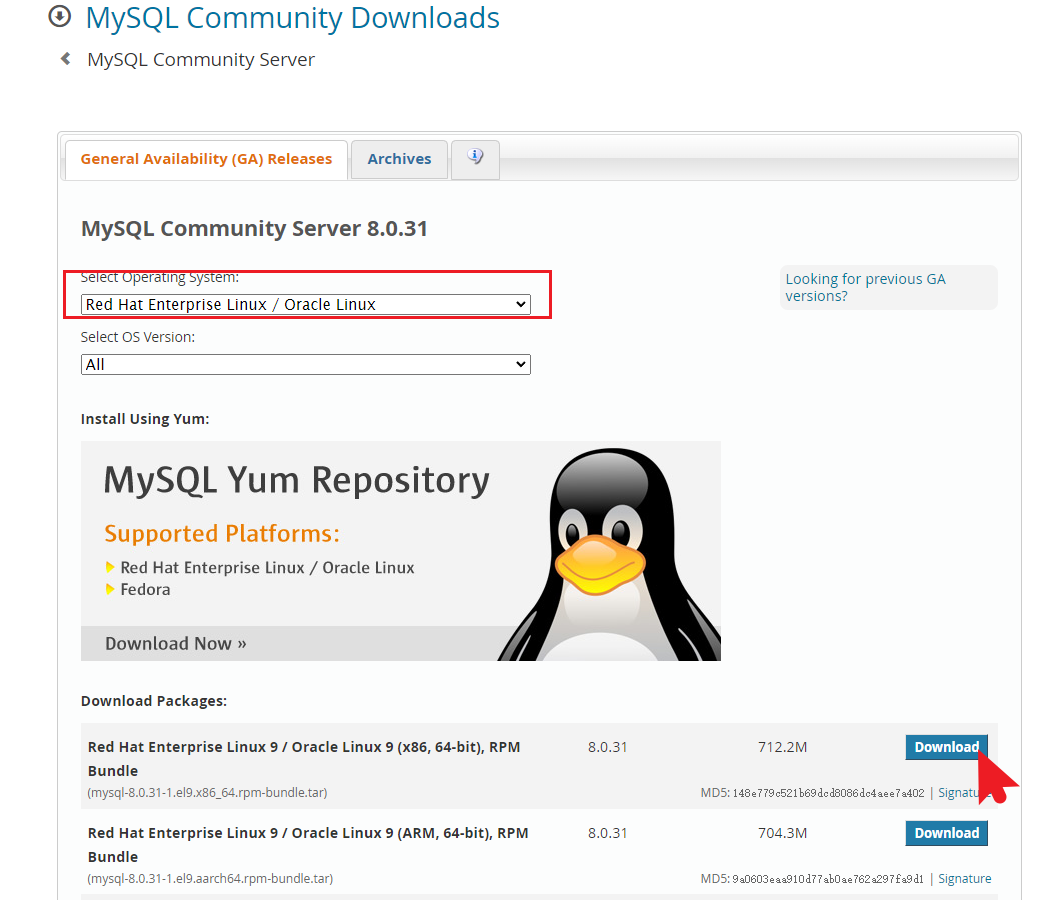 MySQL Community Downloads
MySQL Community Server
General Availability (GA) Releases
Archives
MySQL Community Server 8.0.31
Select Operating System:
Red Hat Enterprise Linux / Oracle Linux
Looking for previous GA
versions?
Select OS Version:
All
Install Using Yum:
MySQL Yum Repository
Supported Platforms:
Red Hat Enterprise Linux / Oracle Linux
Fedora
Download Now »
Download Packages:
Red Hat Enterprise Linux 9 / Oracle Linux 9 (x86, 64-bit), RPM
Bundle
8.0.31
712.2M
Download
(mysql-8.0.31-1.el9.x86_64.rpm-bundle.tar)
MD5: 148e779c521b69dcd8086dc4aee7a402 | Signature
Red Hat Enterprise Linux 9 / Oracle Linux 9 (ARM, 64-bit), RPM
Bundle
8.0.31
704.3M
Download
(mysql-8.0.31-1.el9.aarch64.rpm-bundle.tar)
MD5: 9a0603eaa910d77ab0ae762a297fa9d1 | Signature